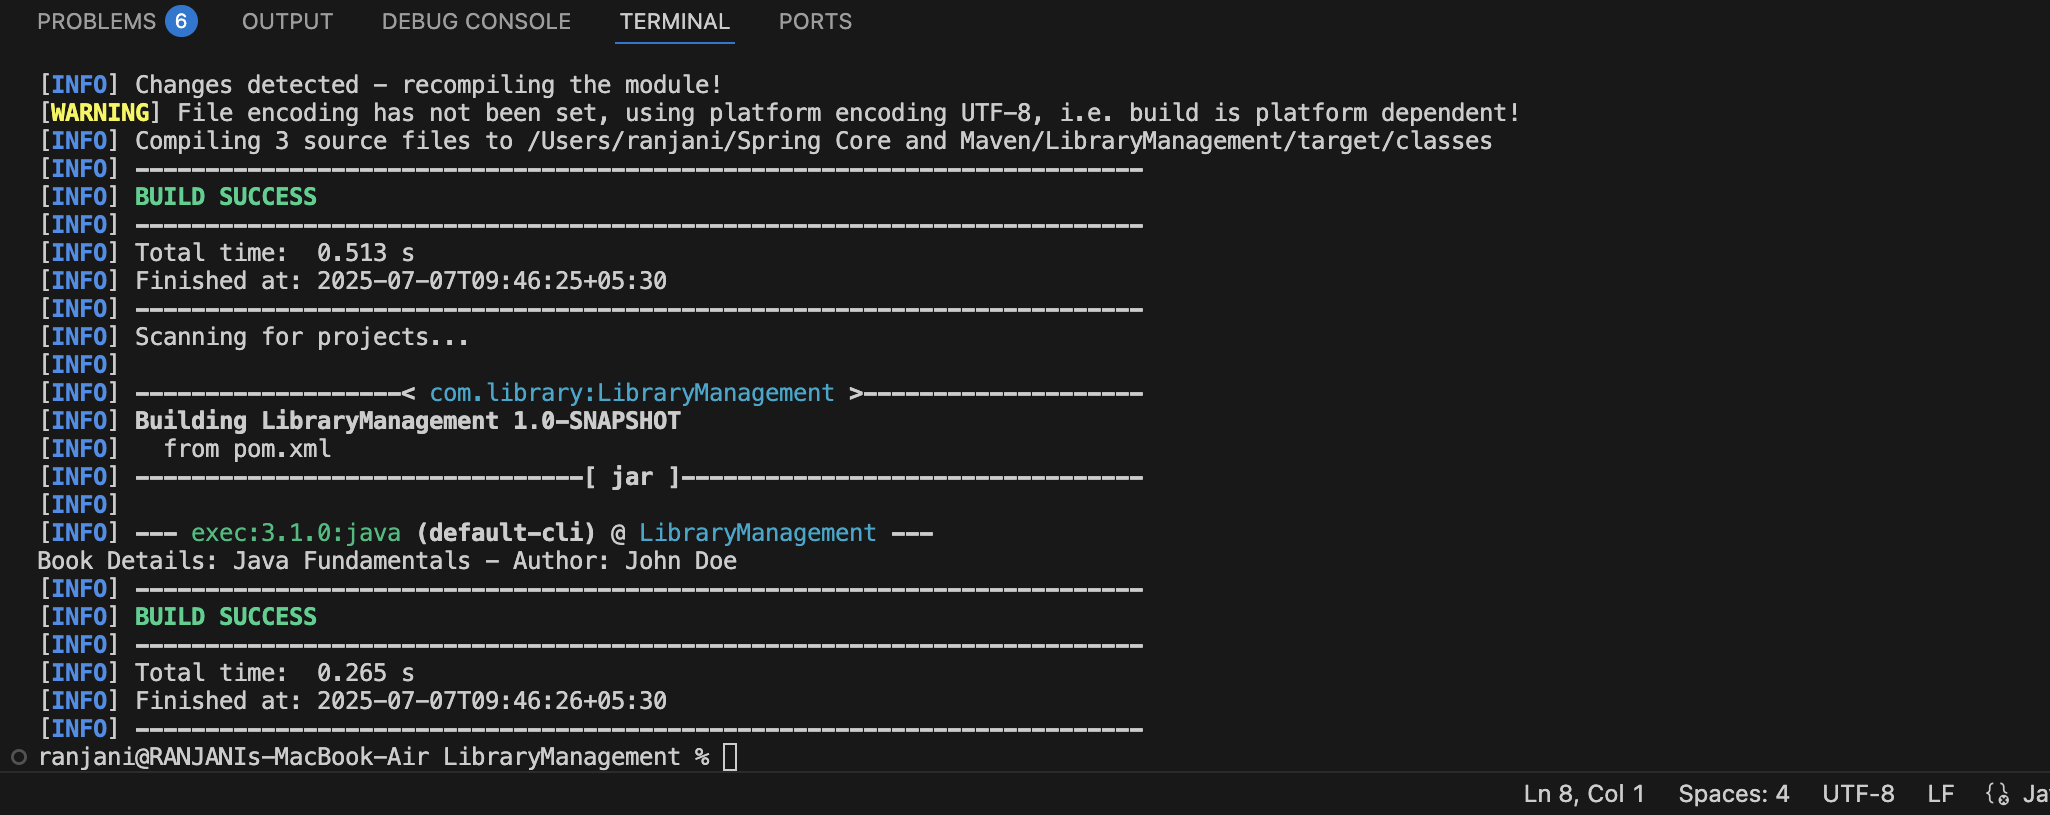 PROBLEMS 6 OUTPUT DEBUG CONSOLE TERMINAL PORTS
[INFO] Changes detected - recompiling the module!
[WARNING] File encoding has not been set, using platform encoding UTF-8, i.e. build is platform dependent!
[INFO] Compiling 3 source files to /Users/ranjani/Spring Core and Maven/LibraryManagement/target/classes
[INFO] ------------------------------------------------------------------------
[INFO] BUILD SUCCESS
[INFO] ------------------------------------------------------------------------
[INFO] Total time:  0.513 s
[INFO] Finished at: 2025-07-07T09:46:25+05:30
[INFO] ------------------------------------------------------------------------
[INFO] Scanning for projects...
[INFO]
[INFO] -------------------< com.library:LibraryManagement >--------------------
[INFO] Building LibraryManagement 1.0-SNAPSHOT
[INFO]   from pom.xml
[INFO] --------------------------------[ jar ]---------------------------------
[INFO]
[INFO] --- exec:3.1.0:java (default-cli) @ LibraryManagement ---
Book Details: Java Fundamentals - Author: John Doe
[INFO] ------------------------------------------------------------------------
[INFO] BUILD SUCCESS
[INFO] ------------------------------------------------------------------------
[INFO] Total time:  0.265 s
[INFO] Finished at: 2025-07-07T09:46:26+05:30
[INFO] ------------------------------------------------------------------------
ranjani@RANJANIs-MacBook-Air LibraryManagement %
Ln 8, Col 1 Spaces: 4 UTF-8 LF